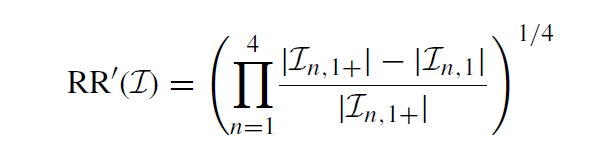 RR′(ℐ) = ( ∏_{n=1}^{4} (|ℐ_{n,1+}| − |ℐ_{n,1}|) / |ℐ_{n,1+}| )^{1/4}